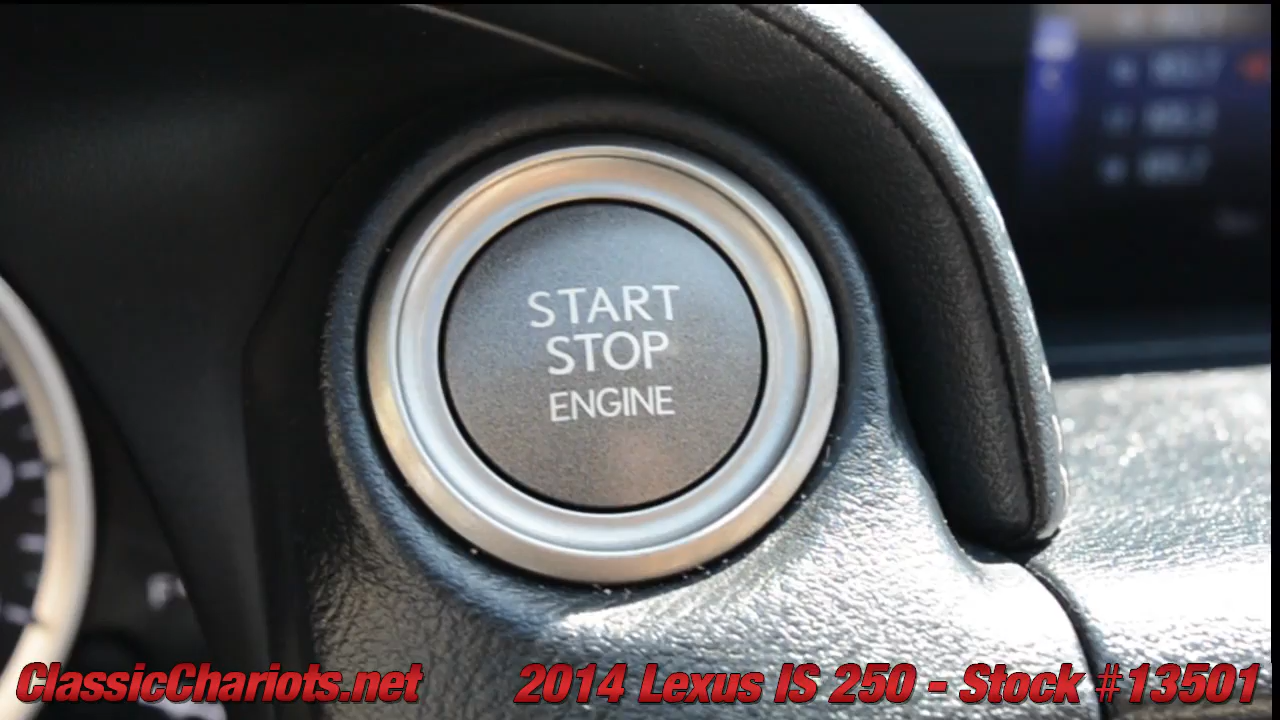 START
STOP
ENGINE
ClassicChariots.net
2014 Lexus IS 250 - Stock #13501